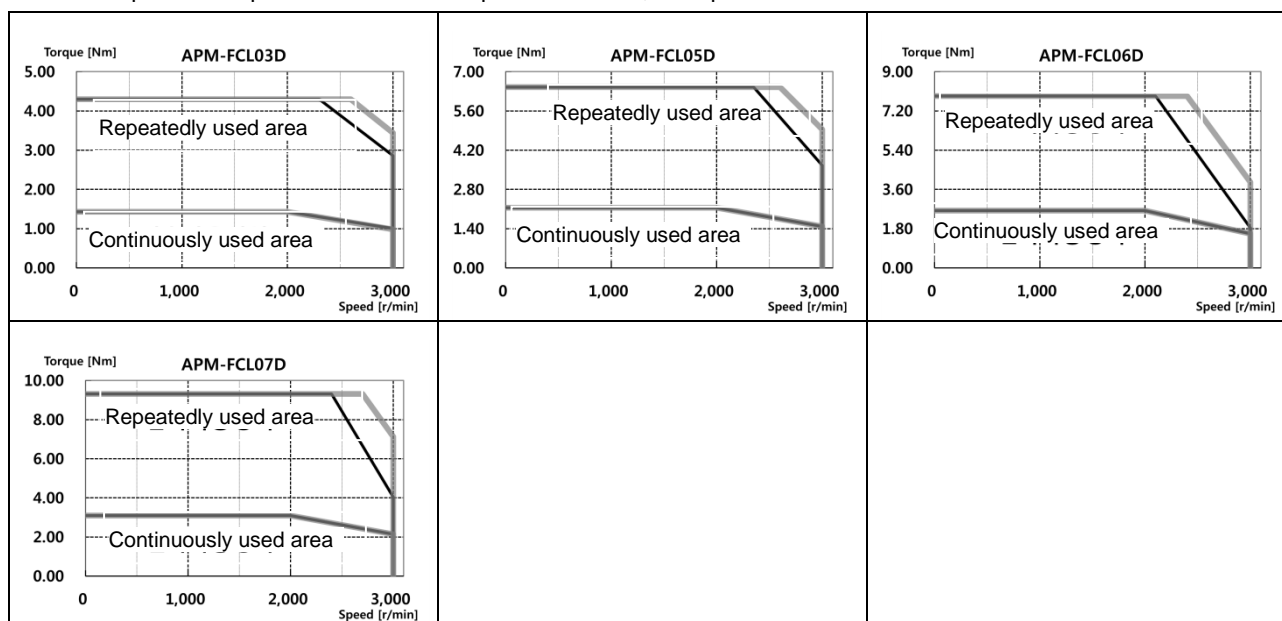 Torque [Nm] APM-FCL03D
5.00
4.00
Repeatedly used area
3.00
2.00
1.00
Continuously used area
0.00
0 1,000 2,000 3,000
Speed [r/min]
Torque [Nm] APM-FCL05D
7.00
5.60
Repeatedly used area
4.20
2.80
1.40
Continuously used area
0.00
0 1,000 2,000 3,000
Speed [r/min]
Torque [Nm] APM-FCL06D
9.00
7.20
Repeatedly used area
5.40
3.60
1.80
Continuously used area
0.00
0 1,000 2,000 3,000
Speed [r/min]
Torque [Nm] APM-FCL07D
10.00
8.00
Repeatedly used area
6.00
4.00
2.00
Continuously used area
0.00
0 1,000 2,000 3,000
Speed [r/min]